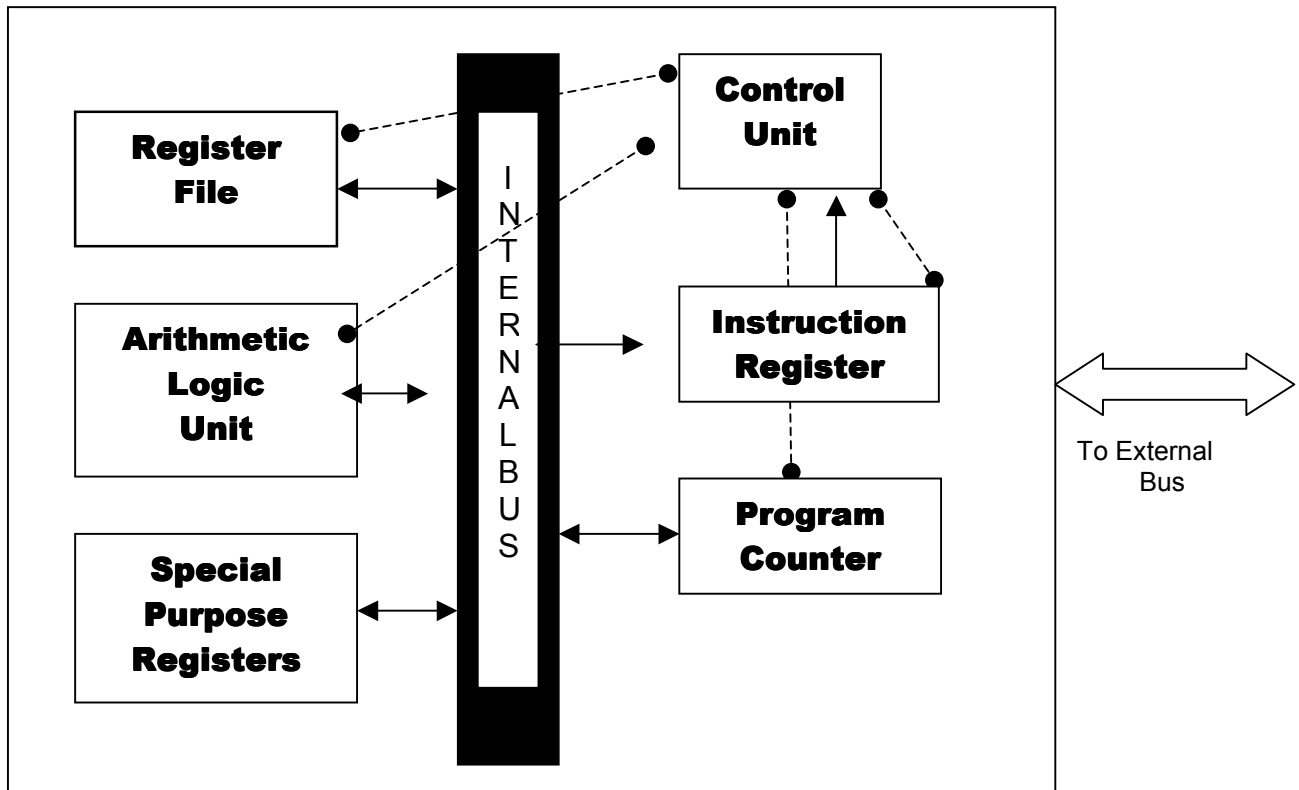 Register
File
Arithmetic
Logic
Unit
Special
Purpose
Registers
I
N
T
E
R
N
A
L
B
U
S
Control
Unit
Instruction
Register
Program
Counter
To External
Bus